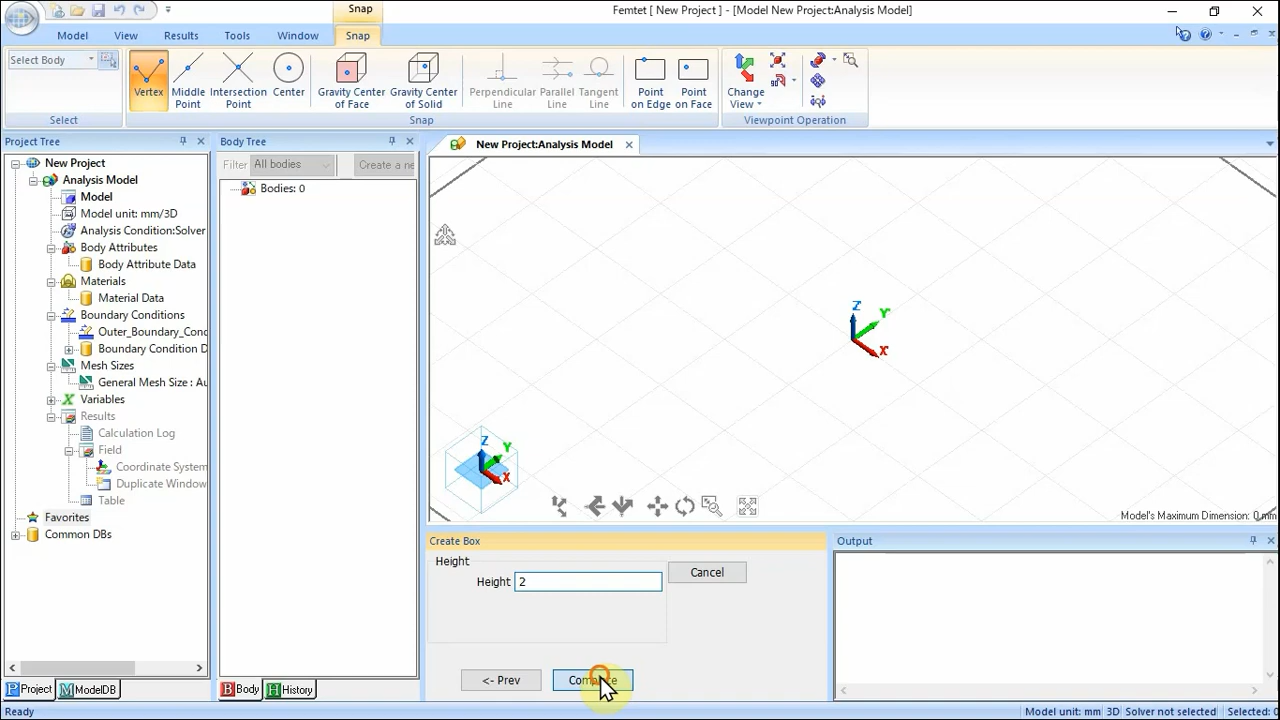 Snap
Femtet [ New Project ] - [Model New Project:Analysis Model]
Model View Results Tools Window Snap
Select Body
Vertex
Middle Point
Intersection Point
Center
Gravity Center of Face
Gravity Center of Solid
Perpendicular Line
Parallel Line
Tangent Line
Point on Edge
Point on Face
Change View
Select
Snap
Viewpoint Operation
Project Tree
New Project
Analysis Model
Model
Model unit: mm/3D
Analysis Condition:Solver
Body Attributes
Body Attribute Data
Materials
Material Data
Boundary Conditions
Outer_Boundary_Cond
Boundary Condition D
Mesh Sizes
General Mesh Size : Au
Variables
Results
Calculation Log
Field
Coordinate System
Duplicate Window
Table
Favorites
Common DBs
Project ModelDB
Body Tree
Filter All bodies Create a ne
Bodies: 0
Body History
New Project:Analysis Model
Z
Y
X
Z
Y
X
Model's Maximum Dimension: 0 mm
Create Box
Height
Height 2
Cancel
<- Prev
Output
Ready
Model unit: mm 3D Solver not selected Selected: 0